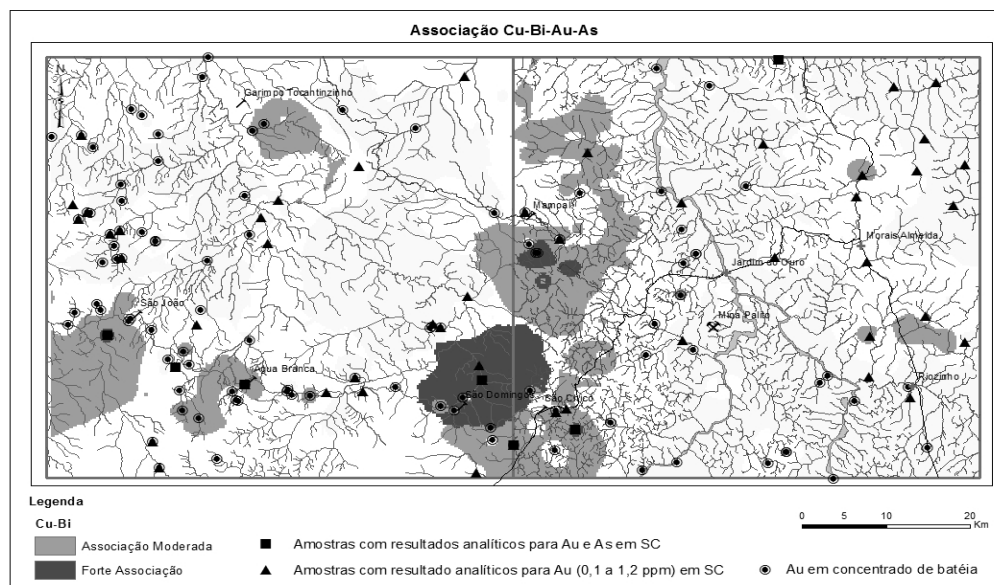 Associação Cu-Bi-Au-As
N
Garimpo Tocantinzinho
Mampal
Morais Almeida
Jardim do Ouro
São João
Mina Palito
Água Branca
Riozinho
São Domingos
São Chico
Legenda
Cu-Bi
Associação Moderada
Forte Associação
Amostras com resultados analíticos para Au e As em SC
Amostras com resultado analíticos para Au (0,1 a 1,2 ppm) em SC
Au em concentrado de batéia
0 5 10 20
Km